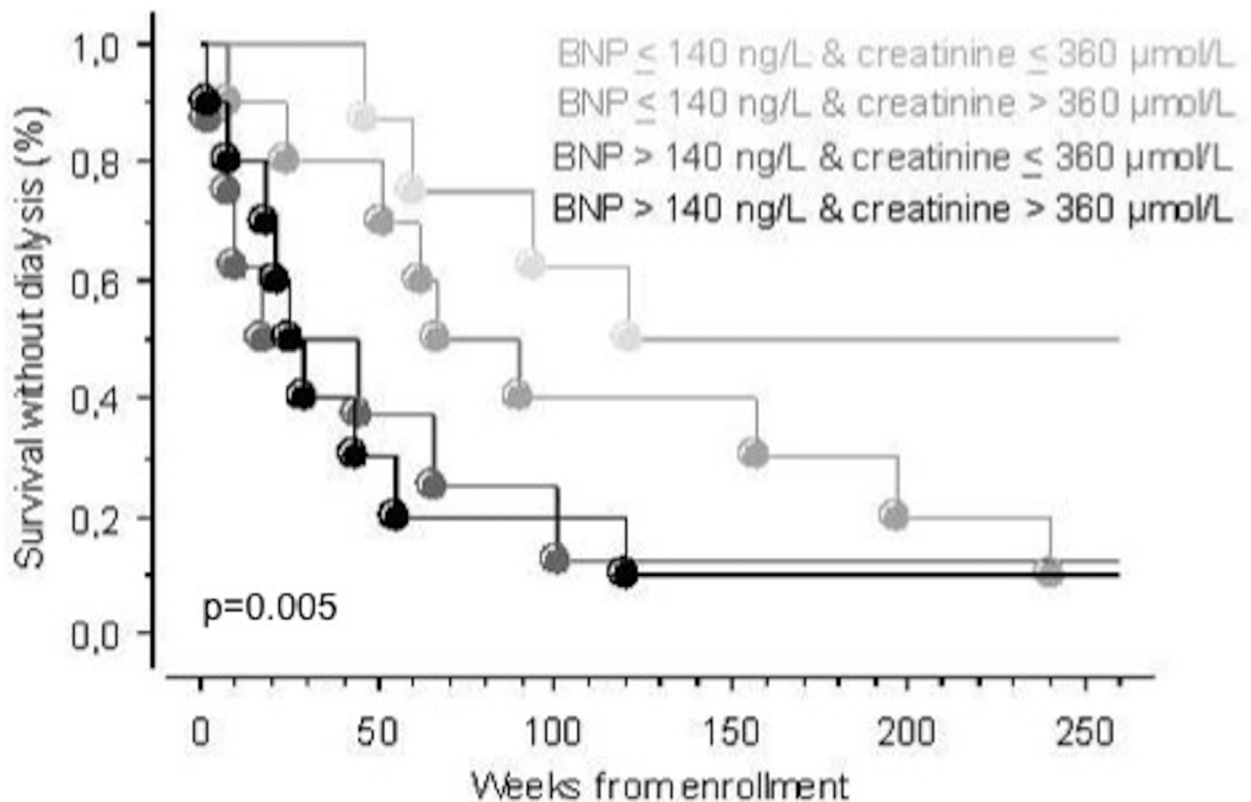 Survival without dialysis (%)
1,0
0,8
0,6
0,4
0,2
0,0
BNP ≤ 140 ng/L & creatinine ≤ 360 µmol/L
BNP ≤ 140 ng/L & creatinine > 360 µmol/L
BNP > 140 ng/L & creatinine ≤ 360 µmol/L
BNP > 140 ng/L & creatinine > 360 µmol/L
p=0.005
0 50 100 150 200 250
Weeks from enrollment